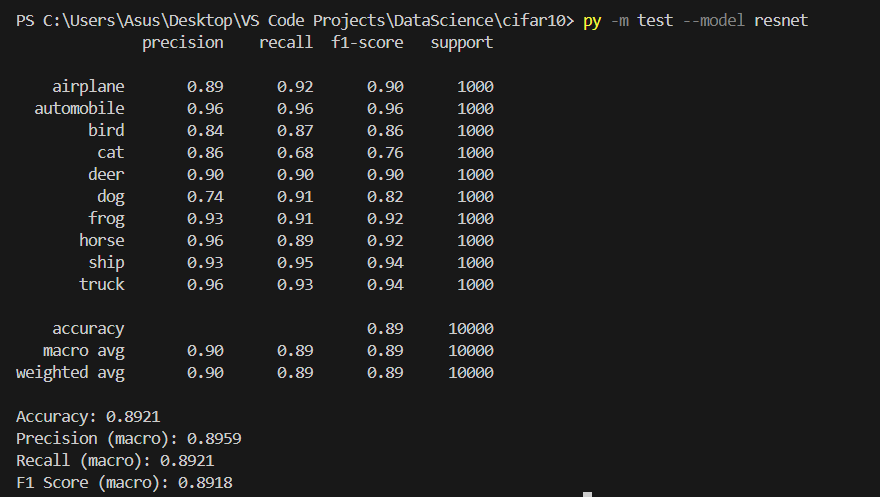 PS C:\Users\Asus\Desktop\VS Code Projects\DataScience\cifar10> py -m test --model resnet
precision recall f1-score support
airplane 0.89 0.92 0.90 1000
automobile 0.96 0.96 0.96 1000
bird 0.84 0.87 0.86 1000
cat 0.86 0.68 0.76 1000
deer 0.90 0.90 0.90 1000
dog 0.74 0.91 0.82 1000
frog 0.93 0.91 0.92 1000
horse 0.96 0.89 0.92 1000
ship 0.93 0.95 0.94 1000
truck 0.96 0.93 0.94 1000
accuracy 0.89 10000
macro avg 0.90 0.89 0.89 10000
weighted avg 0.90 0.89 0.89 10000
Accuracy: 0.8921
Precision (macro): 0.8959
Recall (macro): 0.8921
F1 Score (macro): 0.8918